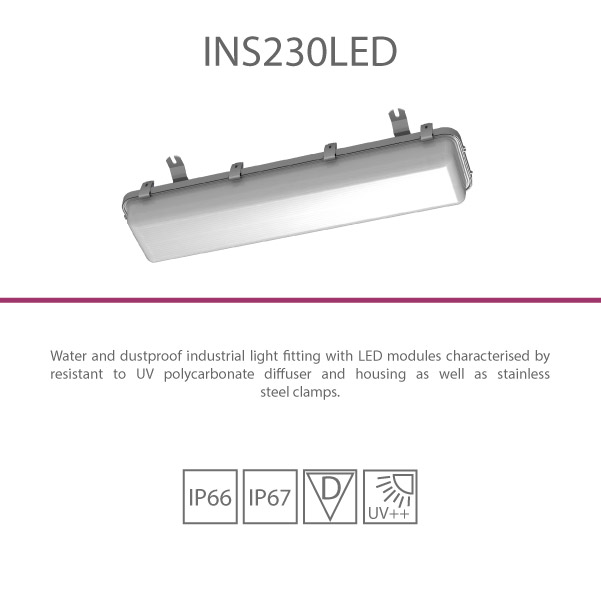 INS230LED
Water and dustproof industrial light fitting with LED modules characterised by
resistant to UV polycarbonate diffuser and housing as well as stainless
steel clamps.
IP66 IP67 D UV++